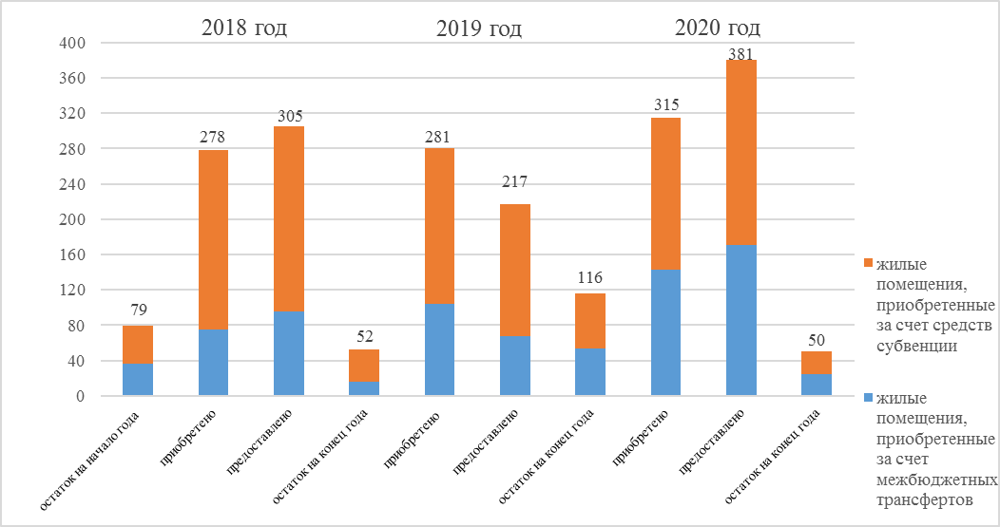 2018 год
2019 год
2020 год
400
360
320
280
240
200
160
120
80
40
0
79
278
305
52
281
217
116
315
381
50
остаток на начало года
приобретено
предоставлено
остаток на конец года
приобретено
предоставлено
остаток на конец года
приобретено
предоставлено
остаток на конец года
жилые
помещения,
приобретенные
за счет средств
субвенции
жилые
помещения,
приобретенные
за счет
межбюджетных
трансфертов